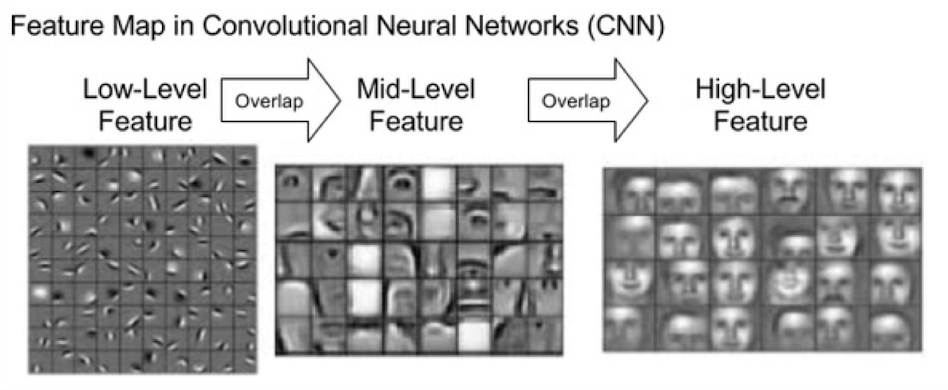 Feature Map in Convolutional Neural Networks (CNN)
Low-Level
Feature
Overlap
Mid-Level
Feature
Overlap
High-Level
Feature